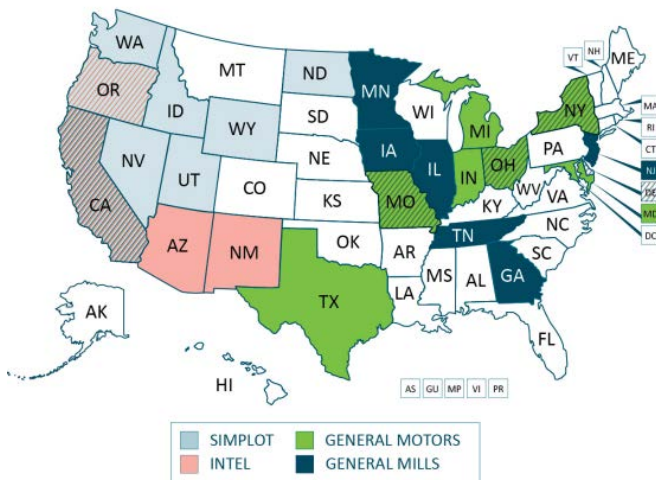 WA
MT
ND
MN
VT
NH
ME
OR
ID
SD
WI
MI
NY
MA
RI
CT
WY
NE
IA
IL
IN
OH
PA
NJ
DE
MD
DC
NV
UT
CO
KS
MO
KY
WV
VA
CA
AZ
NM
OK
AR
TN
NC
SC
TX
LA
MS
AL
GA
FL
AK
HI
AS GU MP VI PR
SIMPLOT
GENERAL MOTORS
INTEL
GENERAL MILLS